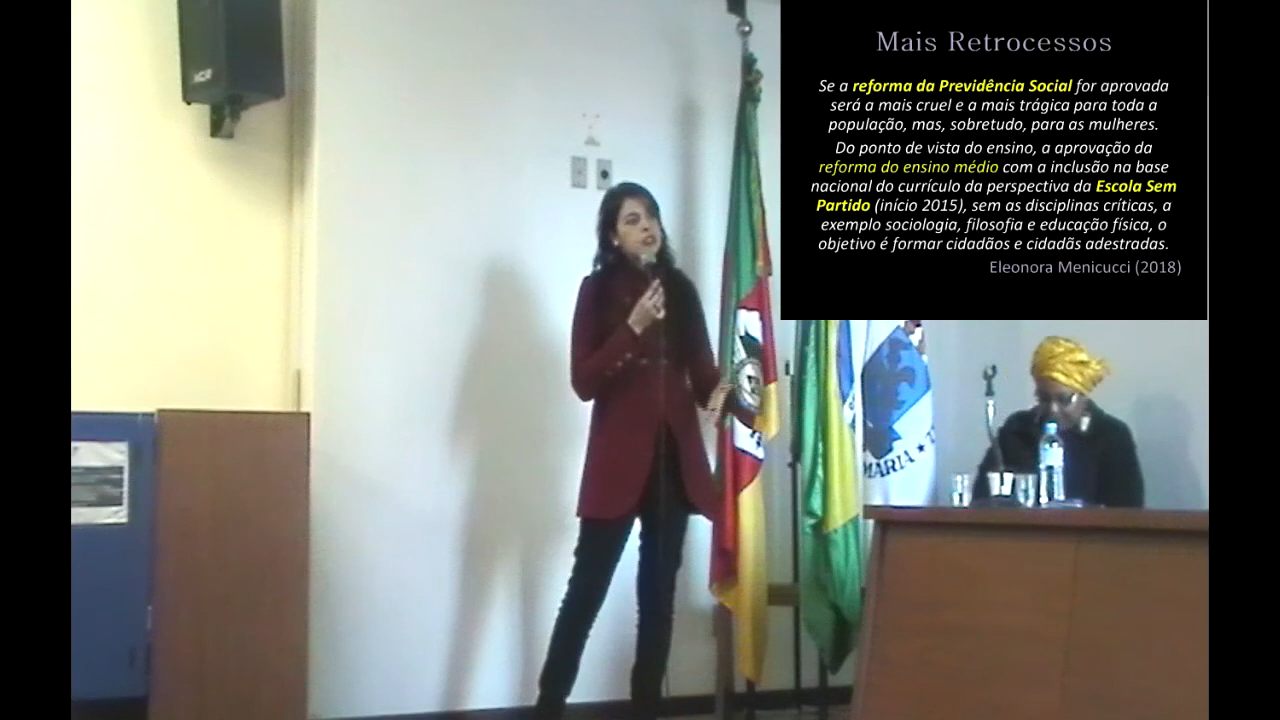 Mais Retrocessos
Se a reforma da Previdência Social for aprovada
será a mais cruel e a mais trágica para toda a
população, mas, sobretudo, para as mulheres.
Do ponto de vista do ensino, a aprovação da
reforma do ensino médio com a inclusão na base
nacional do currículo da perspectiva da Escola Sem
Partido (início 2015), sem as disciplinas críticas, a
exemplo sociologia, filosofia e educação física, o
objetivo é formar cidadãos e cidadãs adestradas.
Eleonora Menicucci (2018)
MARIA ★